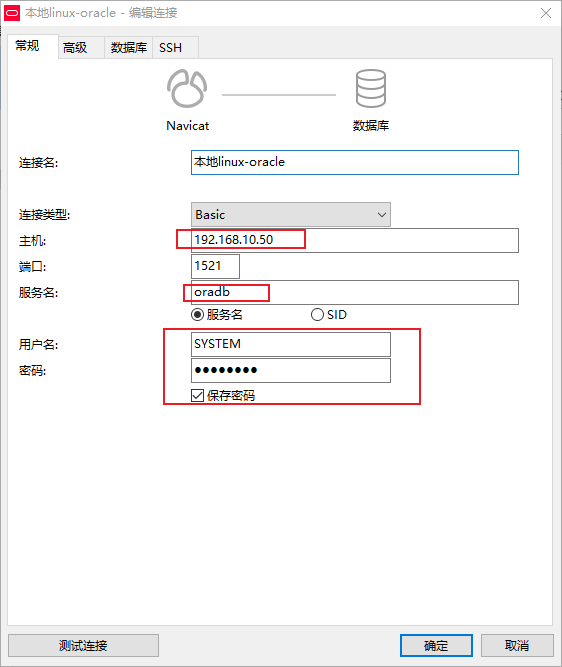 本地linux-oracle - 编辑连接
常规 高级 数据库 SSH
Navicat 数据库
连接名: 本地linux-oracle
连接类型: Basic
主机: 192.168.10.50
端口: 1521
服务名: oradb
服务名 SID
用户名: SYSTEM
密码: ●●●●●●●●
保存密码
测试连接 确定 取消